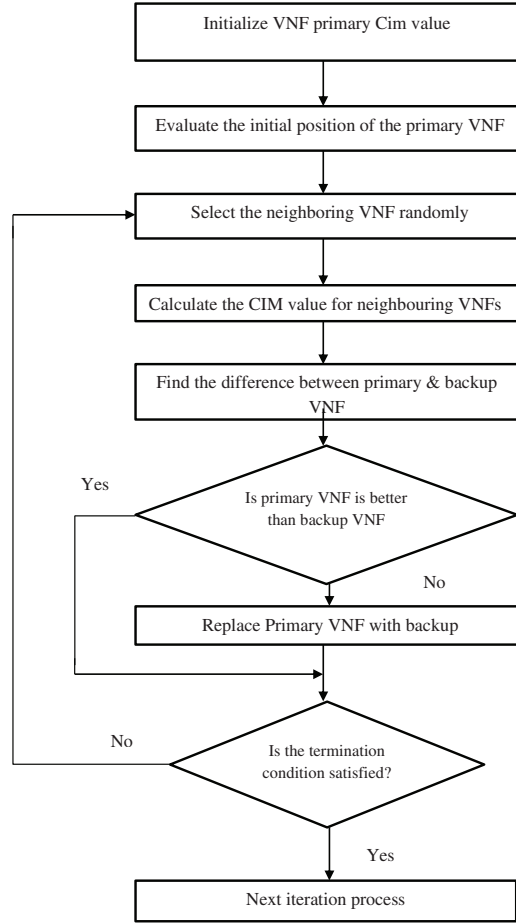 Initialize VNF primary Cim value
Evaluate the initial position of the primary VNF
Select the neighboring VNF randomly
Calculate the CIM value for neighbouring VNFs
Find the difference between primary & backup
VNF
Yes
Is primary VNF is better
than backup VNF
No
Replace Primary VNF with backup
No
Is the termination
condition satisfied?
Yes
Next iteration process